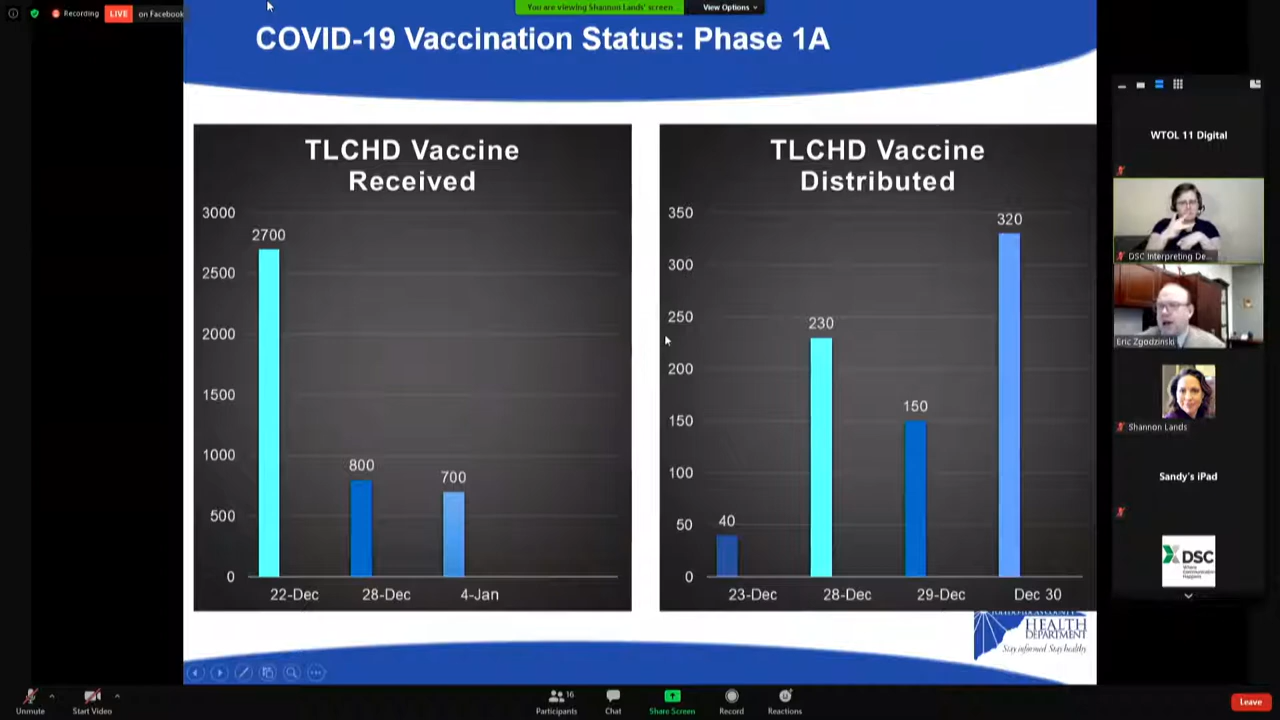 Recording
LIVE
on Facebook
You are viewing Shannon Lands' screen
View Options
COVID-19 Vaccination Status: Phase 1A
TLCHD Vaccine
Received
3000
2500
2000
1500
1000
500
0
2700
800
700
22-Dec
28-Dec
4-Jan
TLCHD Vaccine
Distributed
350
300
250
200
150
100
50
0
40
230
150
320
23-Dec
28-Dec
29-Dec
Dec 30
HEALTH
DEPARTMENT
Stay informed Stay healthy
WTOL 11 Digital
DSC Interpreting De...
Eric Zgodzinski
Shannon Lands
Sandy's iPad
DSC
Where
Communication
Happens
Unmute
Start Video
16
Participants
Chat
Share Screen
Record
Reactions
Leave